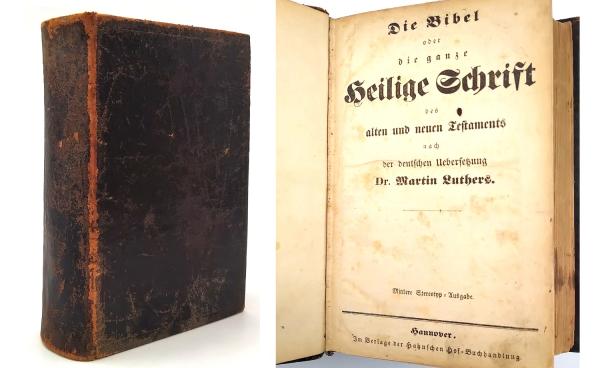 Die Bibel
oder
die ganze
Heilige Schrift
des
alten und neuen Testaments
nach
der deutschen Uebersetzung
Dr. Martin Luthers.
Mittlere Stereotyp-Ausgabe.
Hannover.
Im Verlage der Hahnschen Hof-Buchhandlung